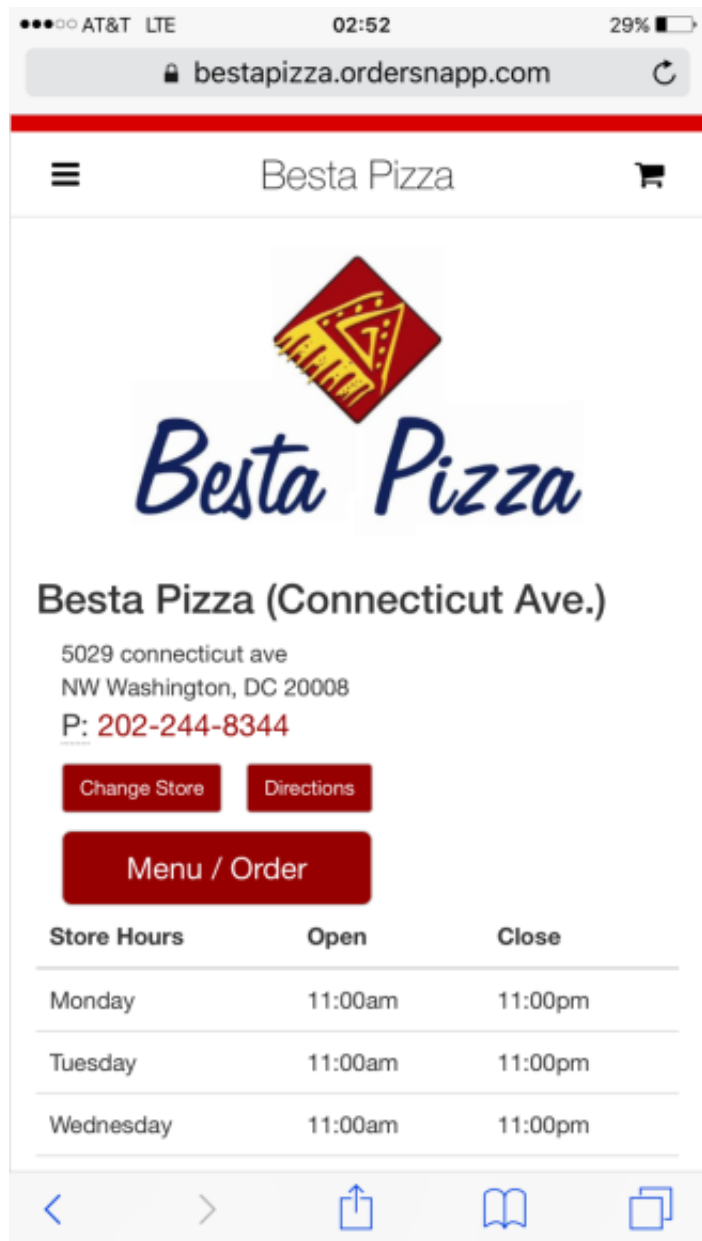 AT&T LTE 02:52 29%
bestapizza.ordersnapp.com
Besta Pizza
Besta Pizza
Besta Pizza (Connecticut Ave.)
5029 connecticut ave
NW Washington, DC 20008
P: 202-244-8344
Change Store Directions
Menu / Order
Store Hours Open Close
Monday 11:00am 11:00pm
Tuesday 11:00am 11:00pm
Wednesday 11:00am 11:00pm